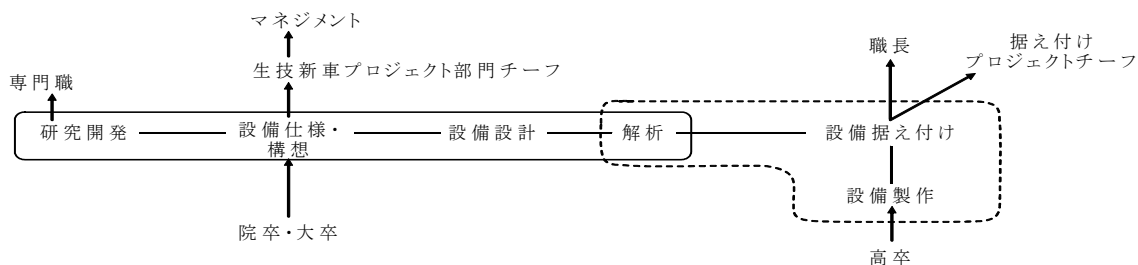 マネジメント
職長
据え付け
プロジェクトチーフ
専門職
生技新車プロジェクト部門チーフ
研究開発
設備仕様・
構想
設備設計
解析
設備据え付け
設備製作
院卒・大卒
高卒